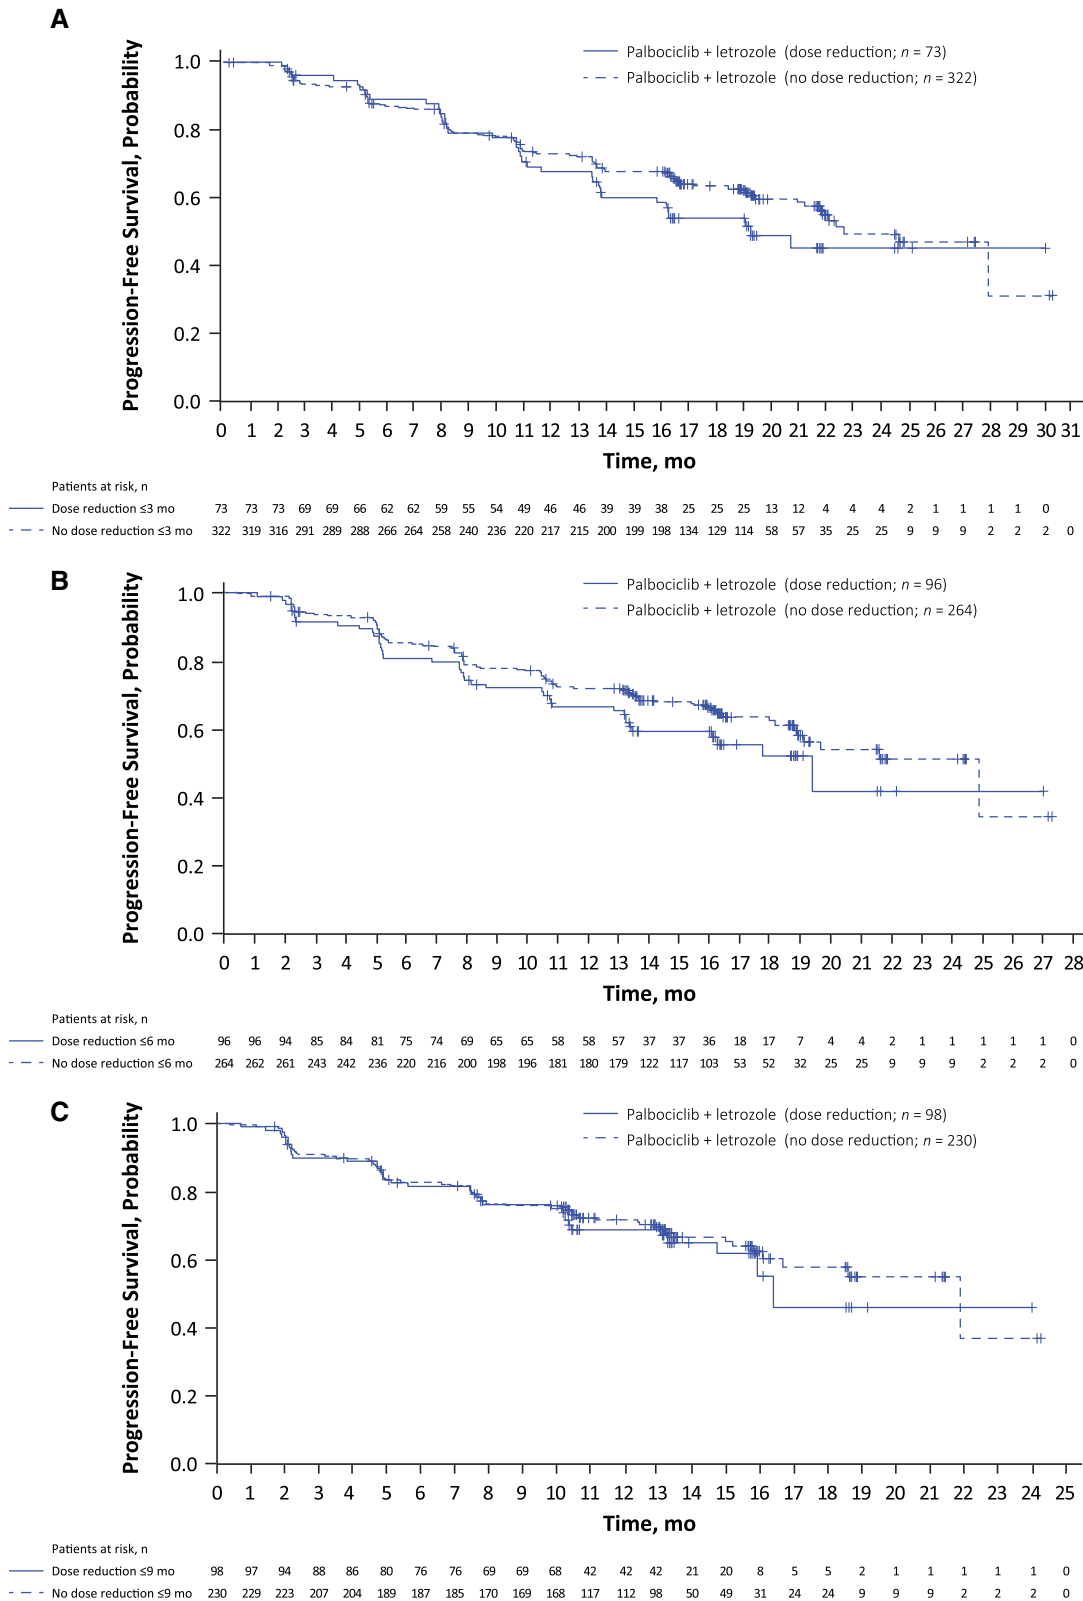 A
Progression-Free Survival, Probability
Palbociclib + letrozole (dose reduction; n = 73)
Palbociclib + letrozole (no dose reduction; n = 322)
1.0
0.8
0.6
0.4
0.2
0.0
0 1 2 3 4 5 6 7 8 9 10 11 12 13 14 15 16 17 18 19 20 21 22 23 24 25 26 27 28 29 30 31
Time, mo
Patients at risk, n
Dose reduction ≤3 mo 73 73 73 69 69 66 62 62 59 55 54 49 46 46 39 39 38 25 25 25 13 12 4 4 4 2 1 1 1 1 0
No dose reduction ≤3 mo 322 319 316 291 289 288 266 264 258 240 236 220 217 215 200 199 198 134 129 114 58 57 35 25 25 9 9 9 2 2 2 0
B
Progression-Free Survival, Probability
Palbociclib + letrozole (dose reduction; n = 96)
Palbociclib + letrozole (no dose reduction; n = 264)
1.0
0.8
0.6
0.4
0.2
0.0
0 1 2 3 4 5 6 7 8 9 10 11 12 13 14 15 16 17 18 19 20 21 22 23 24 25 26 27 28
Time, mo
Patients at risk, n
Dose reduction ≤6 mo 96 96 94 85 84 81 75 74 69 65 65 58 58 57 37 37 36 18 17 7 4 4 2 1 1 1 1 1 0
No dose reduction ≤6 mo 264 262 261 243 242 236 220 216 200 198 196 181 180 179 122 117 103 53 52 32 25 25 9 9 9 2 2 2 0
C
Progression-Free Survival, Probability
Palbociclib + letrozole (dose reduction; n = 98)
Palbociclib + letrozole (no dose reduction; n = 230)
1.0
0.8
0.6
0.4
0.2
0.0
0 1 2 3 4 5 6 7 8 9 10 11 12 13 14 15 16 17 18 19 20 21 22 23 24 25
Time, mo
Patients at risk, n
Dose reduction ≤9 mo 98 97 94 88 86 80 76 76 69 69 68 42 42 42 21 20 8 5 5 2 1 1 1 1 1 0
No dose reduction ≤9 mo 230 229 223 207 204 189 187 185 170 169 168 117 112 98 50 49 31 24 24 9 9 9 2 2 2 0